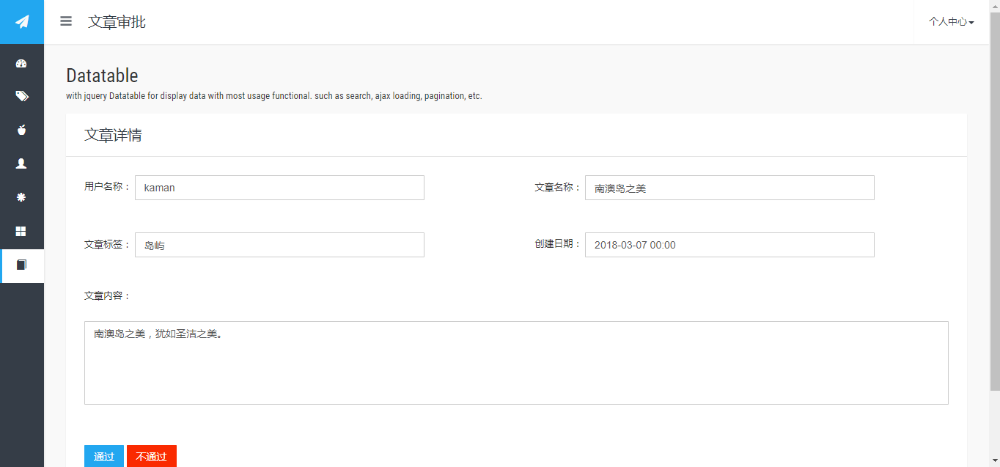 文章审批
个人中心
Datatable
with jquery Datatable for display data with most usage functional. such as search, ajax loading, pagination, etc.
文章详情
用户名称： kaman 文章名称： 南澳岛之美
文章标签： 岛屿 创建日期： 2018-03-07 00:00
文章内容：
南澳岛之美，犹如圣洁之美。
通过 不通过